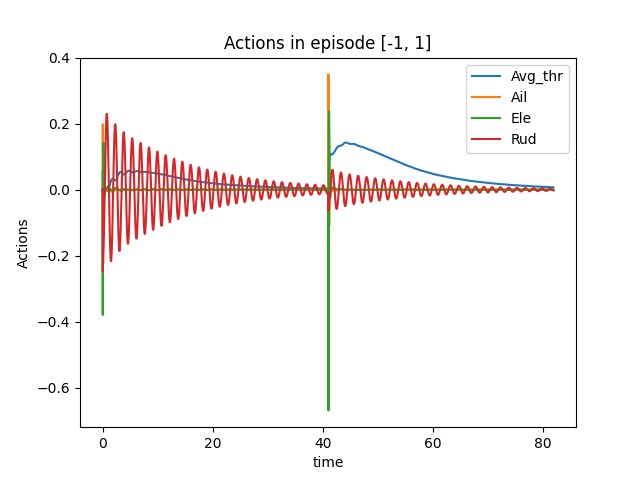 Actions in episode [-1, 1]
0.4
0.2
0.0
−0.2
−0.4
−0.6
Actions
Avg_thr
Ail
Ele
Rud
0
20
40
60
80
time